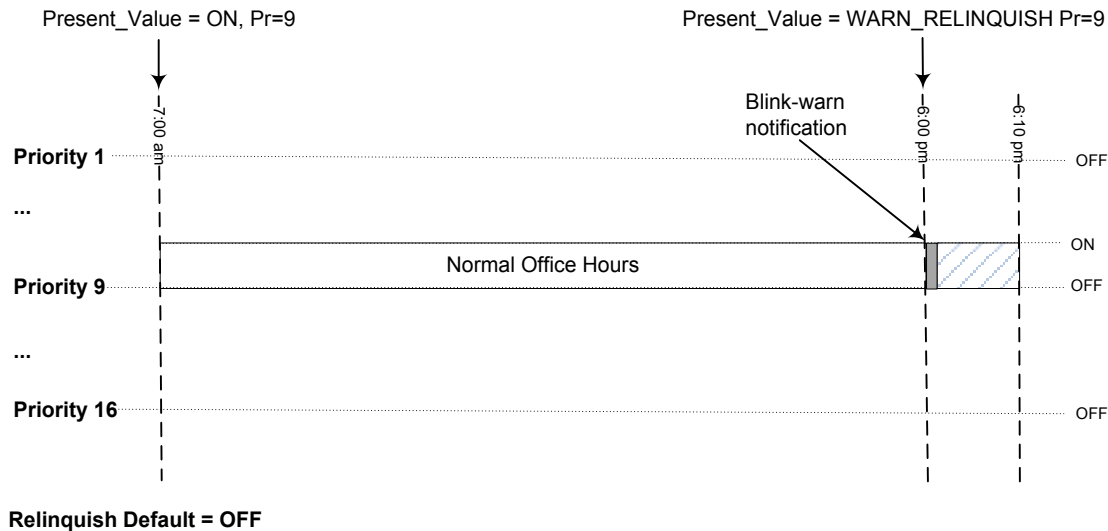 Present_Value = ON, Pr=9
Present_Value = WARN_RELINQUISH Pr=9
Blink-warn
notification
7:00 am
6:00 pm
6:10 pm
Priority 1
OFF
...
ON
Normal Office Hours
Priority 9
OFF
...
Priority 16
OFF
Relinquish Default = OFF